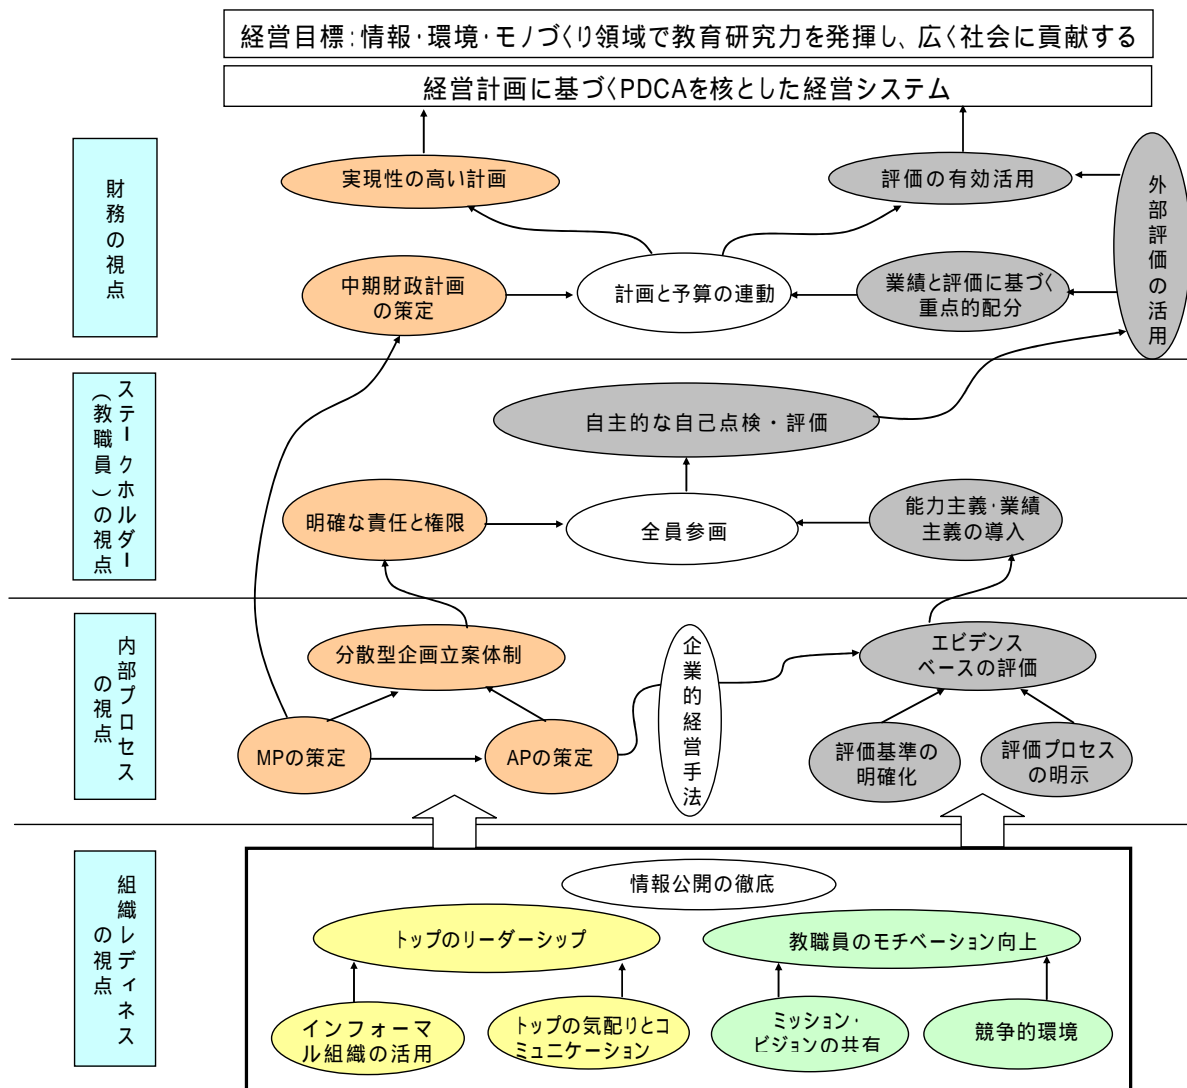 経営目標：情報・環境・モノづくり領域で教育研究力を発揮し、広く社会に貢献する
経営計画に基づくPDCAを核とした経営システム
財務の視点
実現性の高い計画
評価の有効活用
外部評価の活用
中期財政計画
の策定
計画と予算の連動
業績と評価に基づく
重点的配分
ステークホルダー
（教職員）の視点
自主的な自己点検・評価
明確な責任と権限
全員参画
能力主義・業績
主義の導入
内部プロセス
の視点
分散型企画立案体制
企業的経営手法
エビデンス
ベースの評価
MPの策定
APの策定
評価基準の
明確化
評価プロセス
の明示
組織レディネス
の視点
情報公開の徹底
トップのリーダーシップ
教職員のモチベーション向上
インフォーマ
ル組織の活用
トップの気配りとコ
ミュニケーション
ミッション・
ビジョンの共有
競争的環境